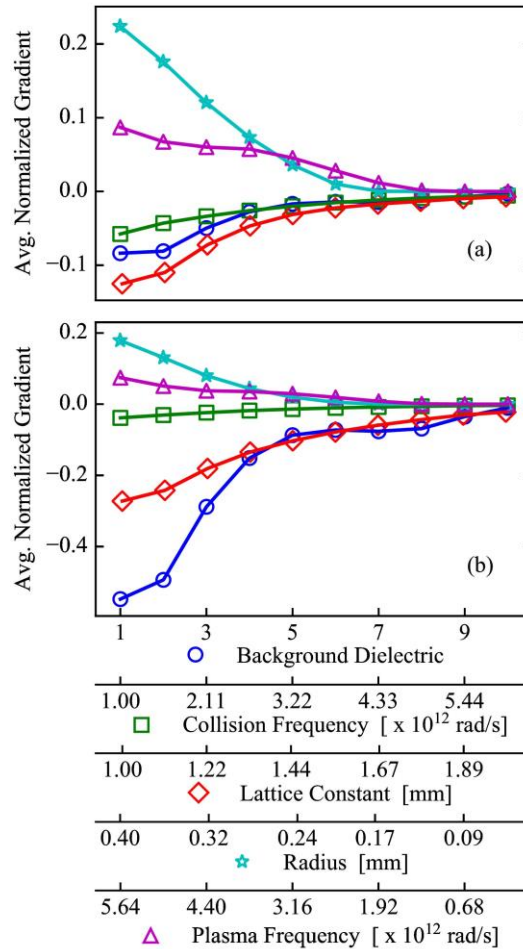 Avg. Normalized Gradient
0.2
0.1
0.0
−0.1
(a)
Avg. Normalized Gradient
0.2
0.0
−0.2
−0.4
(b)
1 3 5 7 9
Background Dielectric
1.00 2.11 3.22 4.33 5.44
Collision Frequency [ x 10¹² rad/s]
1.00 1.22 1.44 1.67 1.89
Lattice Constant [mm]
0.40 0.32 0.24 0.17 0.09
Radius [mm]
5.64 4.40 3.16 1.92 0.68
Plasma Frequency [ x 10¹² rad/s]